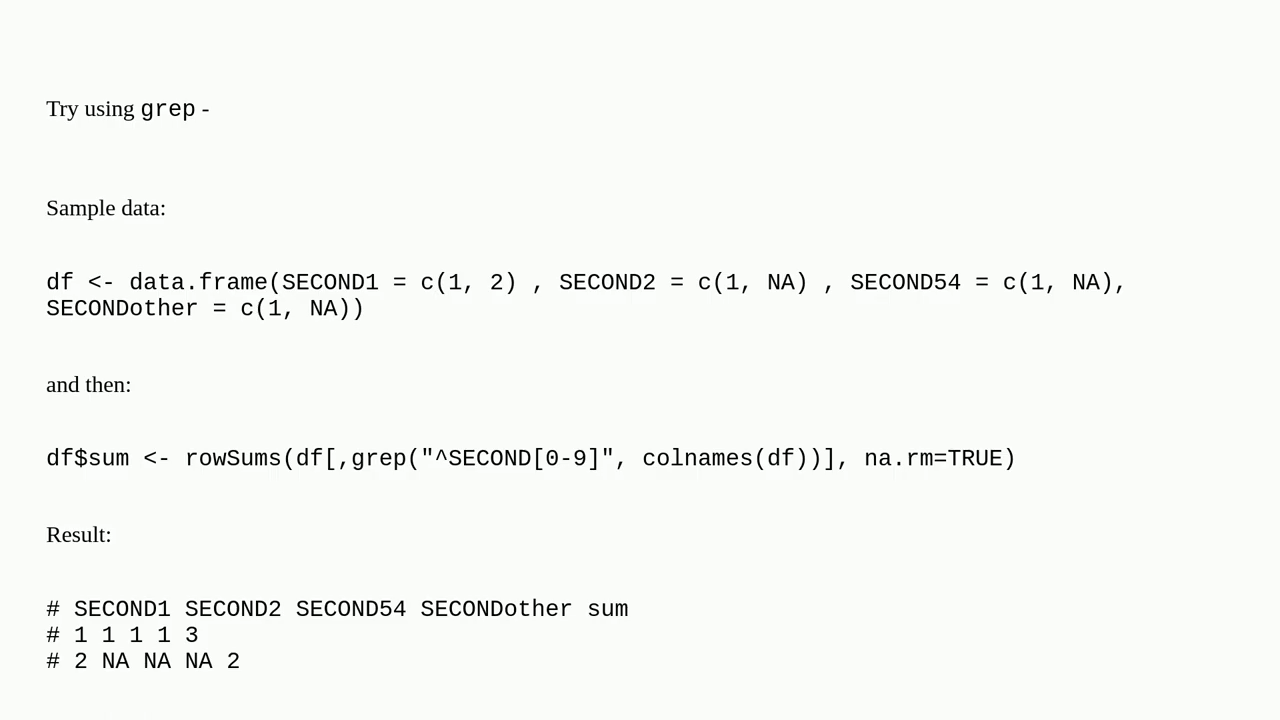 Try using grep -
Sample data:
df <- data.frame(SECOND1 = c(1, 2) , SECOND2 = c(1, NA) , SECOND54 = c(1, NA),
SECONDother = c(1, NA))
and then:
df$sum <- rowSums(df[,grep("^SECOND[0-9]", colnames(df))], na.rm=TRUE)
Result:
# SECOND1 SECOND2 SECOND54 SECONDother sum
# 1 1 1 1 3
# 2 NA NA NA 2